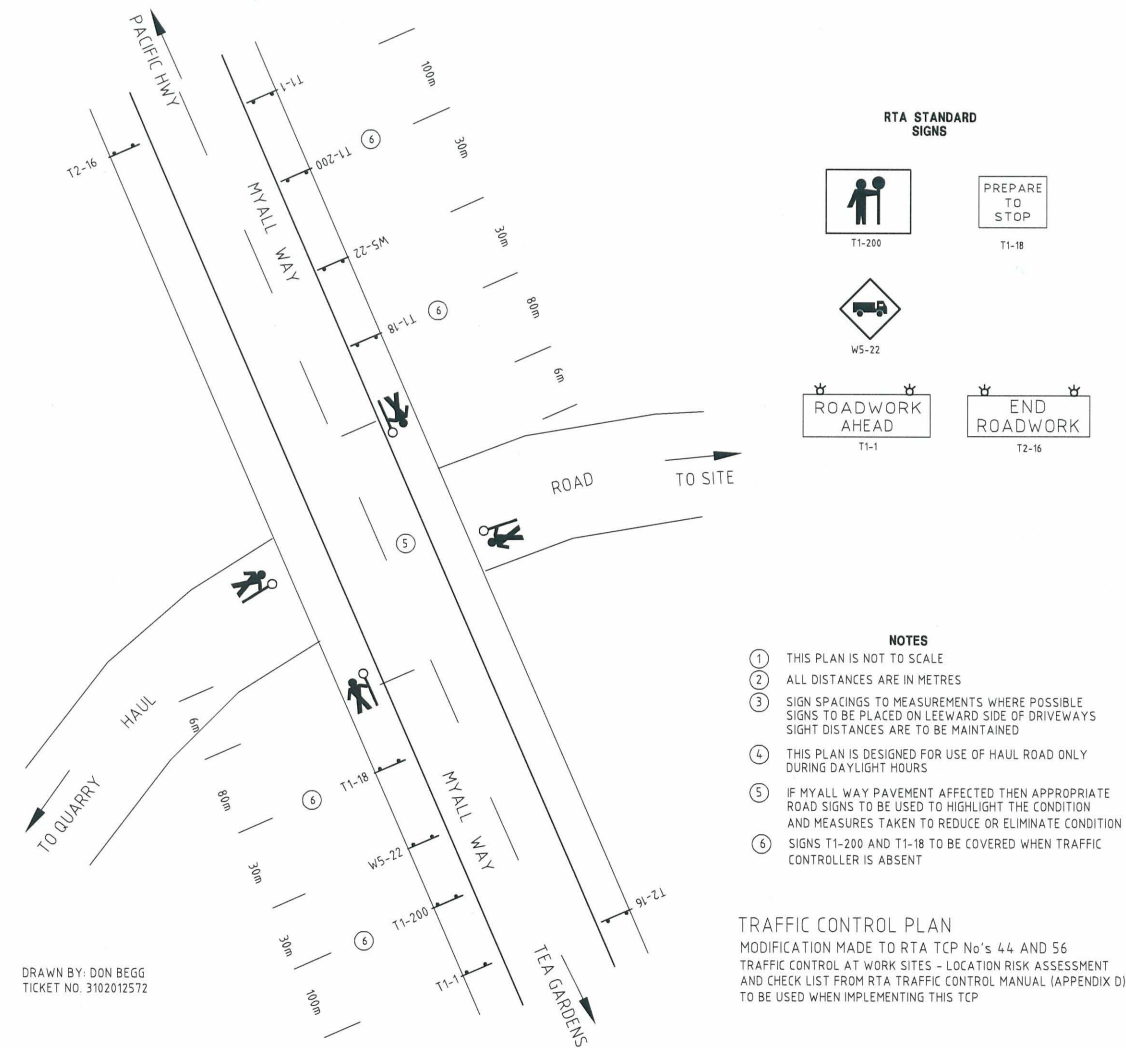 PACIFIC HWY
T1-1
100m
T1-200
6
30m
T2-16
MYALL WAY
W5-22
30m
T1-18
6
80m
6m
ROAD
TO SITE
5
HAUL
6m
TO QUARRY
80m
T1-18
6
MYALL WAY
W5-22
30m
T1-200
6
30m
T1-1
100m
T2-16
TEA GARDENS
DRAWN BY: DON BEGG
TICKET NO. 3102012572
RTA STANDARD
SIGNS
T1-200
PREPARE
TO
STOP
T1-18
W5-22
ROADWORK
AHEAD
T1-1
END
ROADWORK
T2-16
NOTES
1 THIS PLAN IS NOT TO SCALE
2 ALL DISTANCES ARE IN METRES
3 SIGN SPACINGS TO MEASUREMENTS WHERE POSSIBLE
SIGNS TO BE PLACED ON LEEWARD SIDE OF DRIVEWAYS
SIGHT DISTANCES ARE TO BE MAINTAINED
4 THIS PLAN IS DESIGNED FOR USE OF HAUL ROAD ONLY
DURING DAYLIGHT HOURS
5 IF MYALL WAY PAVEMENT AFFECTED THEN APPROPRIATE
ROAD SIGNS TO BE USED TO HIGHLIGHT THE CONDITION
AND MEASURES TAKEN TO REDUCE OR ELIMINATE CONDITION
6 SIGNS T1-200 AND T1-18 TO BE COVERED WHEN TRAFFIC
CONTROLLER IS ABSENT
TRAFFIC CONTROL PLAN
MODIFICATION MADE TO RTA TCP No's 44 AND 56
TRAFFIC CONTROL AT WORK SITES - LOCATION RISK ASSESSMENT
AND CHECK LIST FROM RTA TRAFFIC CONTROL MANUAL (APPENDIX D)
TO BE USED WHEN IMPLEMENTING THIS TCP